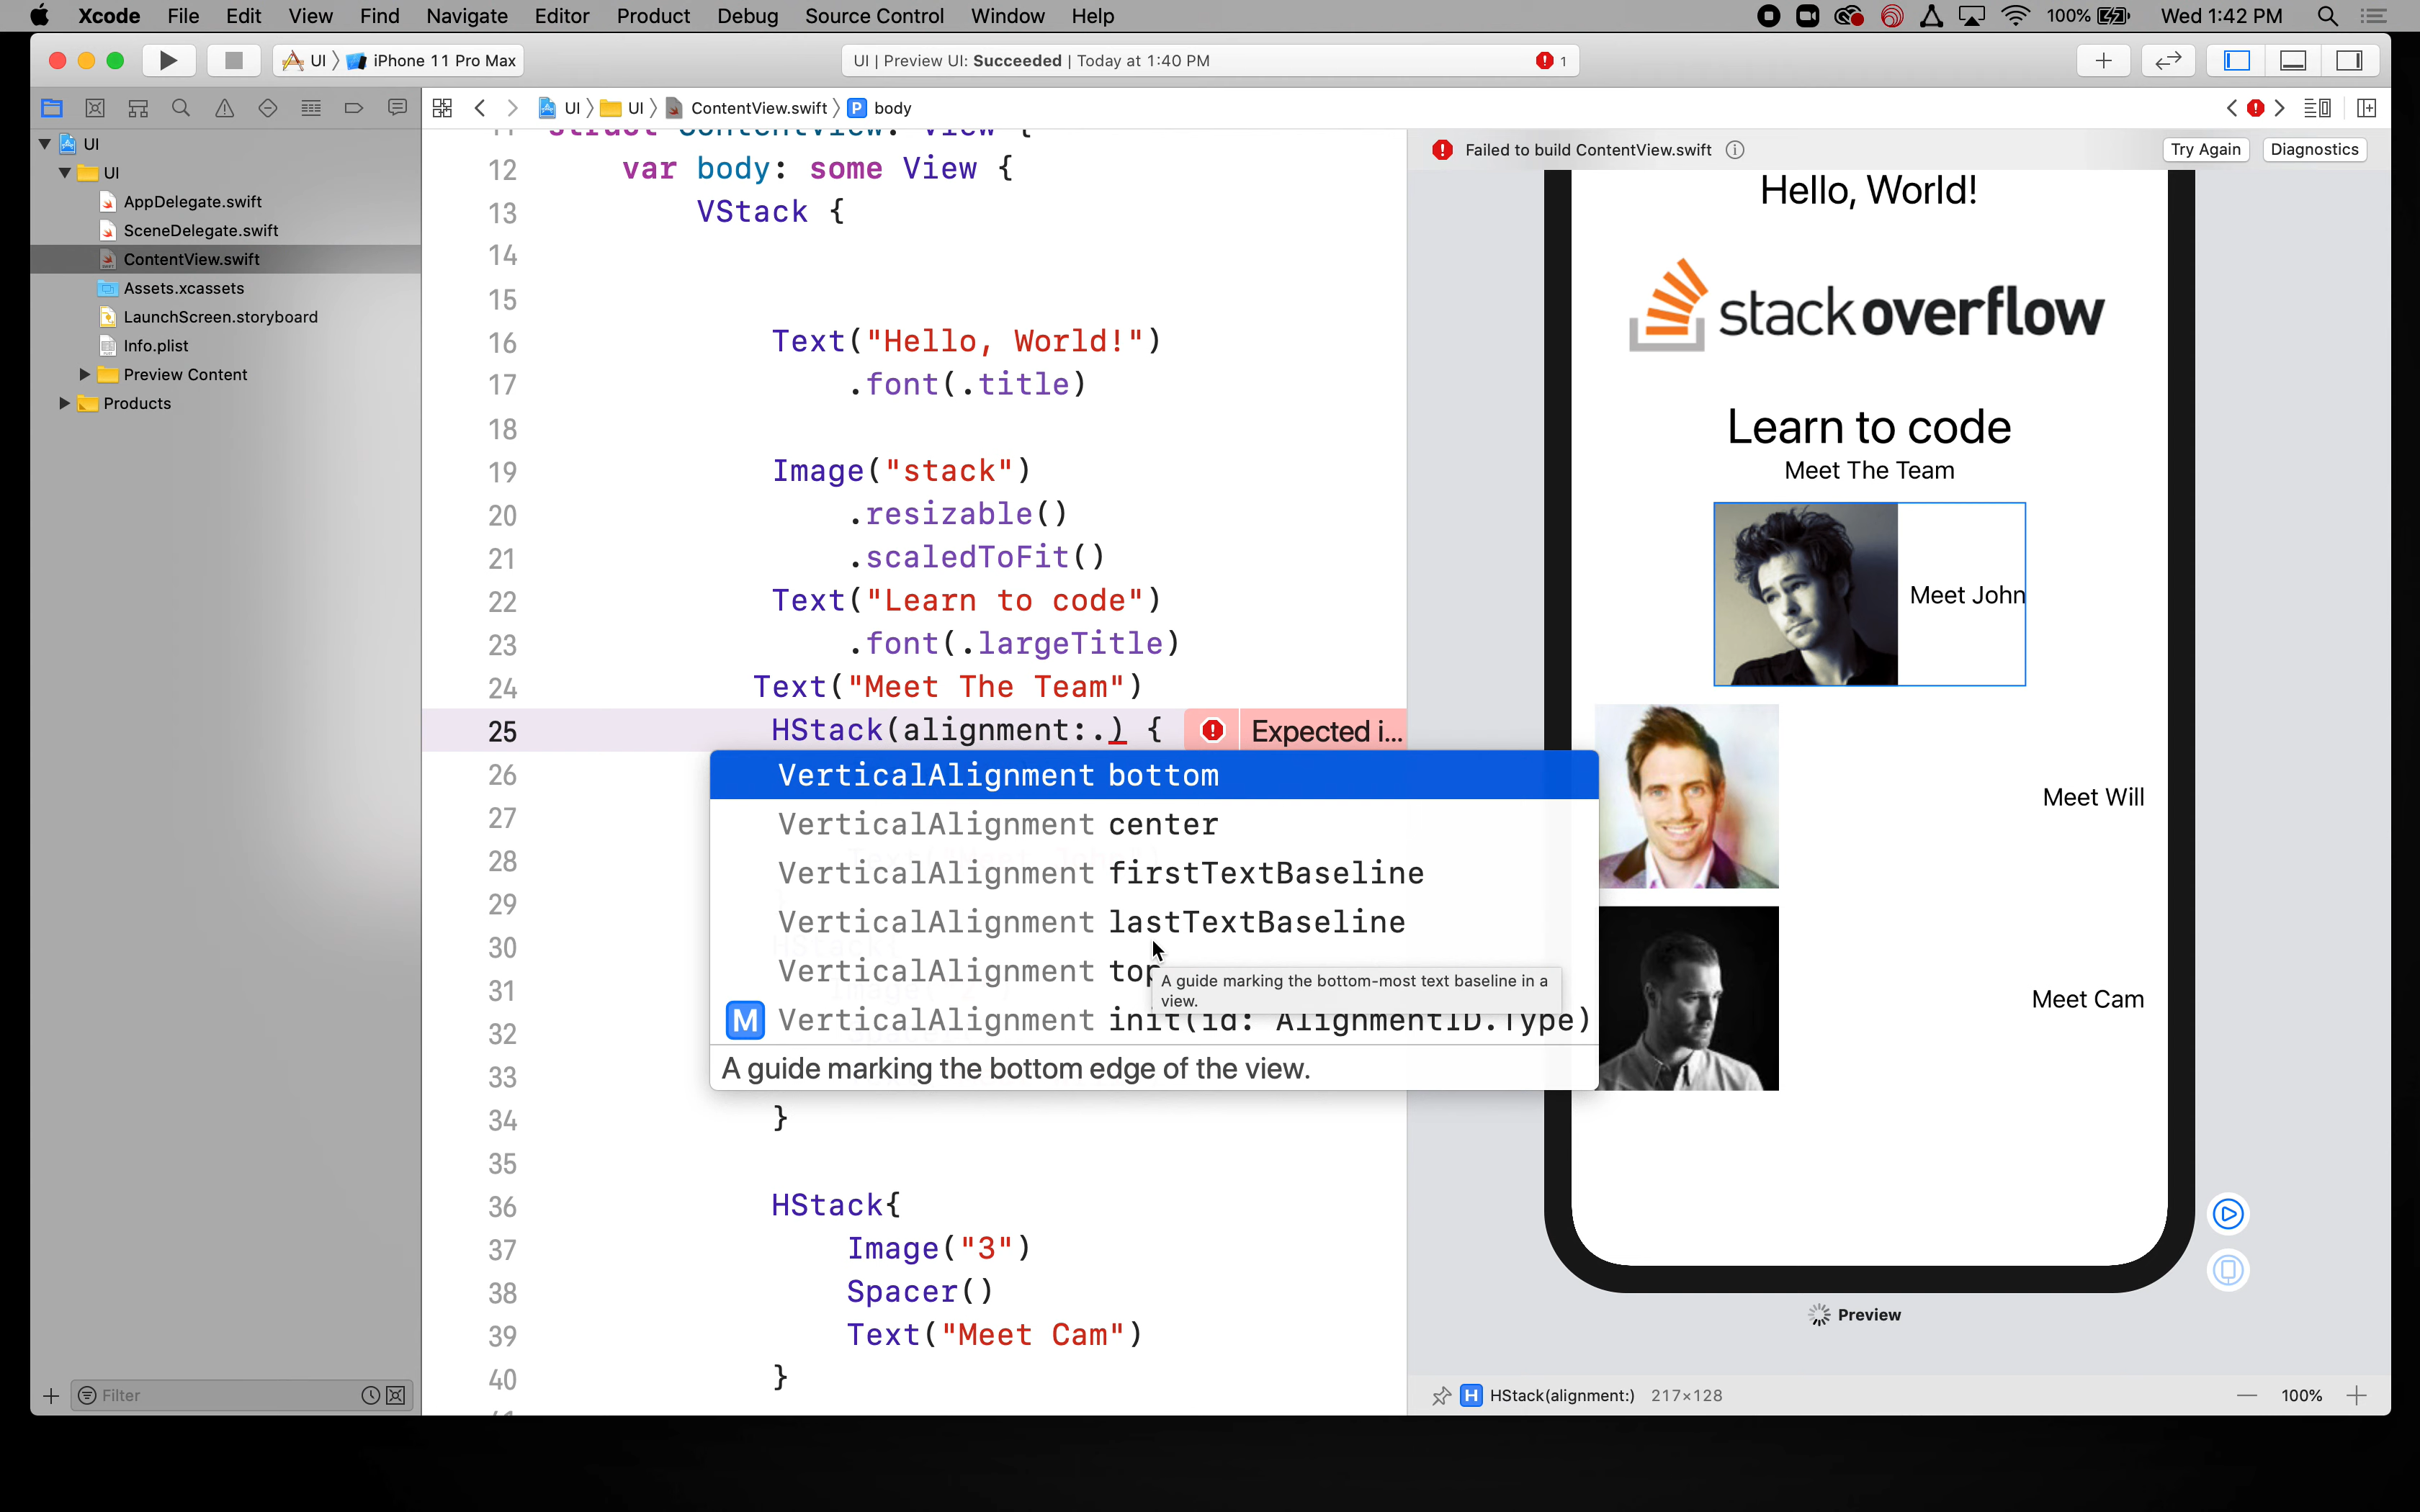 Xcode File Edit View Find Navigate Editor Product Debug Source Control Window Help 100% Wed 1:42 PM
UI iPhone 11 Pro Max UI | Preview UI: Succeeded | Today at 1:40 PM 1
UI UI ContentView.swift P body
UI
UI
AppDelegate.swift
SceneDelegate.swift
ContentView.swift
Assets.xcassets
LaunchScreen.storyboard
Info.plist
Preview Content
Products
Filter
11 struct ContentView: View {
12 var body: some View {
13 VStack {
14
15
16 Text("Hello, World!")
17 .font(.title)
18
19 Image("stack")
20 .resizable()
21 .scaledToFit()
22 Text("Learn to code")
23 .font(.largeTitle)
24 Text("Meet The Team")
25 HStack(alignment:.) { Expected i...
26
27
28
29
30
31
32
33
34 }
35
36 HStack{
37 Image("3")
38 Spacer()
39 Text("Meet Cam")
40 }
VerticalAlignment bottom
VerticalAlignment center
VerticalAlignment firstTextBaseline
VerticalAlignment lastTextBaseline
VerticalAlignment top
M VerticalAlignment init(id: AlignmentID.Type)
A guide marking the bottom edge of the view.
A guide marking the bottom-most text baseline in a
view.
Failed to build ContentView.swift Try Again Diagnostics
Hello, World!
stackoverflow
Learn to code
Meet The Team
Meet John
Meet Will
Meet Cam
Preview
H HStack(alignment:) 217×128 100%